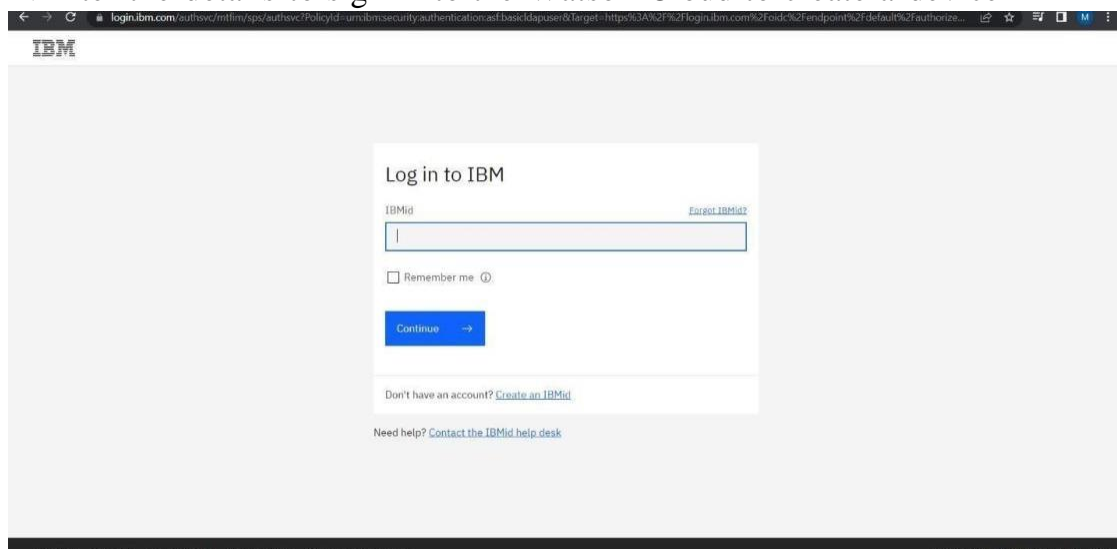 login.ibm.com/authsvc/mtfim/sps/authsvc?PolicyId=urn:ibm:security:authentication:asf:basicldapuser&Target=https%3A%2F%2Flogin.ibm.com%2Foidc%2Fendpoint%2Fdefault%2Fauthorize...
M
IBM
Log in to IBM
IBMid Forgot IBMid?
Remember me
Continue →
Don't have an account? Create an IBMid
Need help? Contact the IBMid help desk